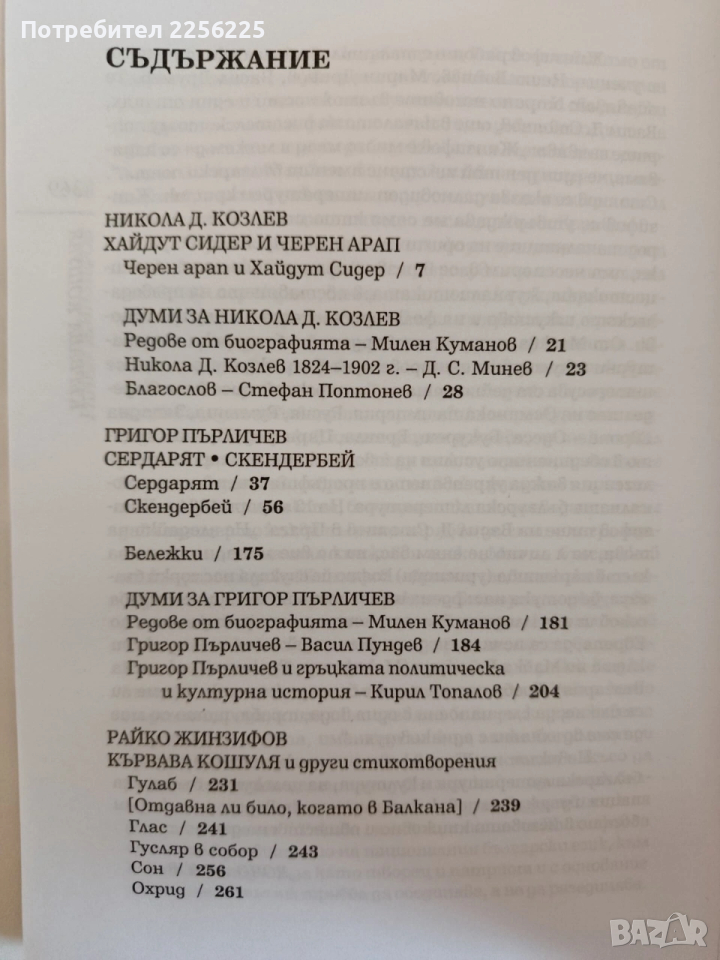 Потребител 2256225
СЪДЪРЖАНИЕ
НИКОЛА Д. КОЗЛЕВ
ХАЙДУТ СИДЕР И ЧЕРЕН АРАП
Черен арап и Хайдут Сидер / 7
ДУМИ ЗА НИКОЛА Д. КОЗЛЕВ
Редове от биографията – Милен Куманов / 21
Никола Д. Козлев 1824–1902 г. – Д. С. Минев / 23
Благослов – Стефан Поптонев / 28
ГРИГОР ПЪРЛИЧЕВ
СЕРДАРЯТ • СКЕНДЕРБЕЙ
Сердарят / 37
Скендербей / 56
Бележки / 175
ДУМИ ЗА ГРИГОР ПЪРЛИЧЕВ
Редове от биографията – Милен Куманов / 181
Григор Пърличев – Васил Пундев / 184
Григор Пърличев и гръцката политическа
и културна история – Кирил Топалов / 204
РАЙКО ЖИНЗИФОВ
КЪРВАВА КОШУЛЯ и други стихотворения
Гулаб / 231
[Отдавна ли било, когато в Балкана] / 239
Глас / 241
Гусляр в собор / 243
Сон / 256
Охрид / 261
BAZAR